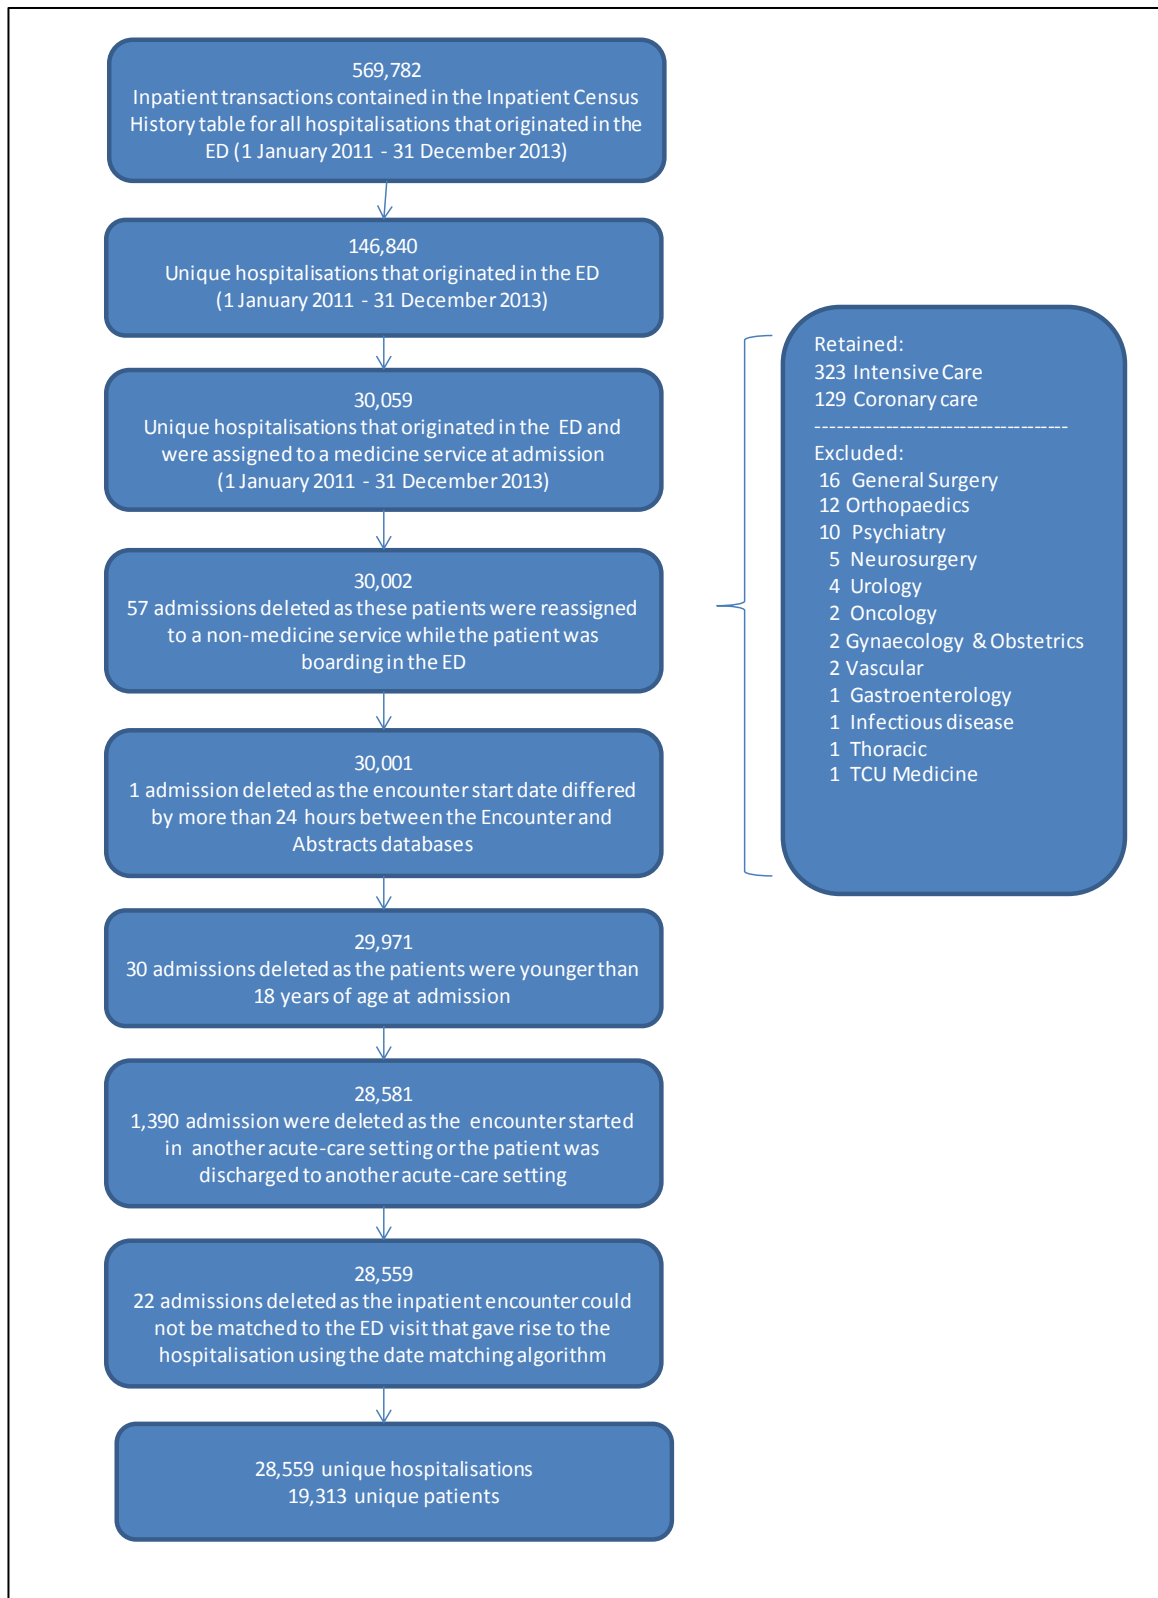 569,782
Inpatient transactions contained in the Inpatient Census
History table for all hospitalisations that originated in the
ED (1 January 2011 - 31 December 2013)
146,840
Unique hospitalisations that originated in the ED
(1 January 2011 - 31 December 2013)
30,059
Unique hospitalisations that originated in the ED and
were assigned to a medicine service at admission
(1 January 2011 - 31 December 2013)
30,002
57 admissions deleted as these patients were reassigned
to a non-medicine service while the patient was
boarding in the ED
30,001
1 admission deleted as the encounter start date differed
by more than 24 hours between the Encounter and
Abstracts databases
29,971
30 admissions deleted as the patients were younger than
18 years of age at admission
28,581
1,390 admission were deleted as the encounter started
in another acute-care setting or the patient was
discharged to another acute-care setting
28,559
22 admissions deleted as the inpatient encounter could
not be matched to the ED visit that gave rise to the
hospitalisation using the date matching algorithm
28,559 unique hospitalisations
19,313 unique patients
Retained:
323 Intensive Care
129 Coronary care
------------------------------------
Excluded:
16 General Surgery
12 Orthopaedics
10 Psychiatry
5 Neurosurgery
4 Urology
2 Oncology
2 Gynaecology & Obstetrics
2 Vascular
1 Gastroenterology
1 Infectious disease
1 Thoracic
1 TCU Medicine